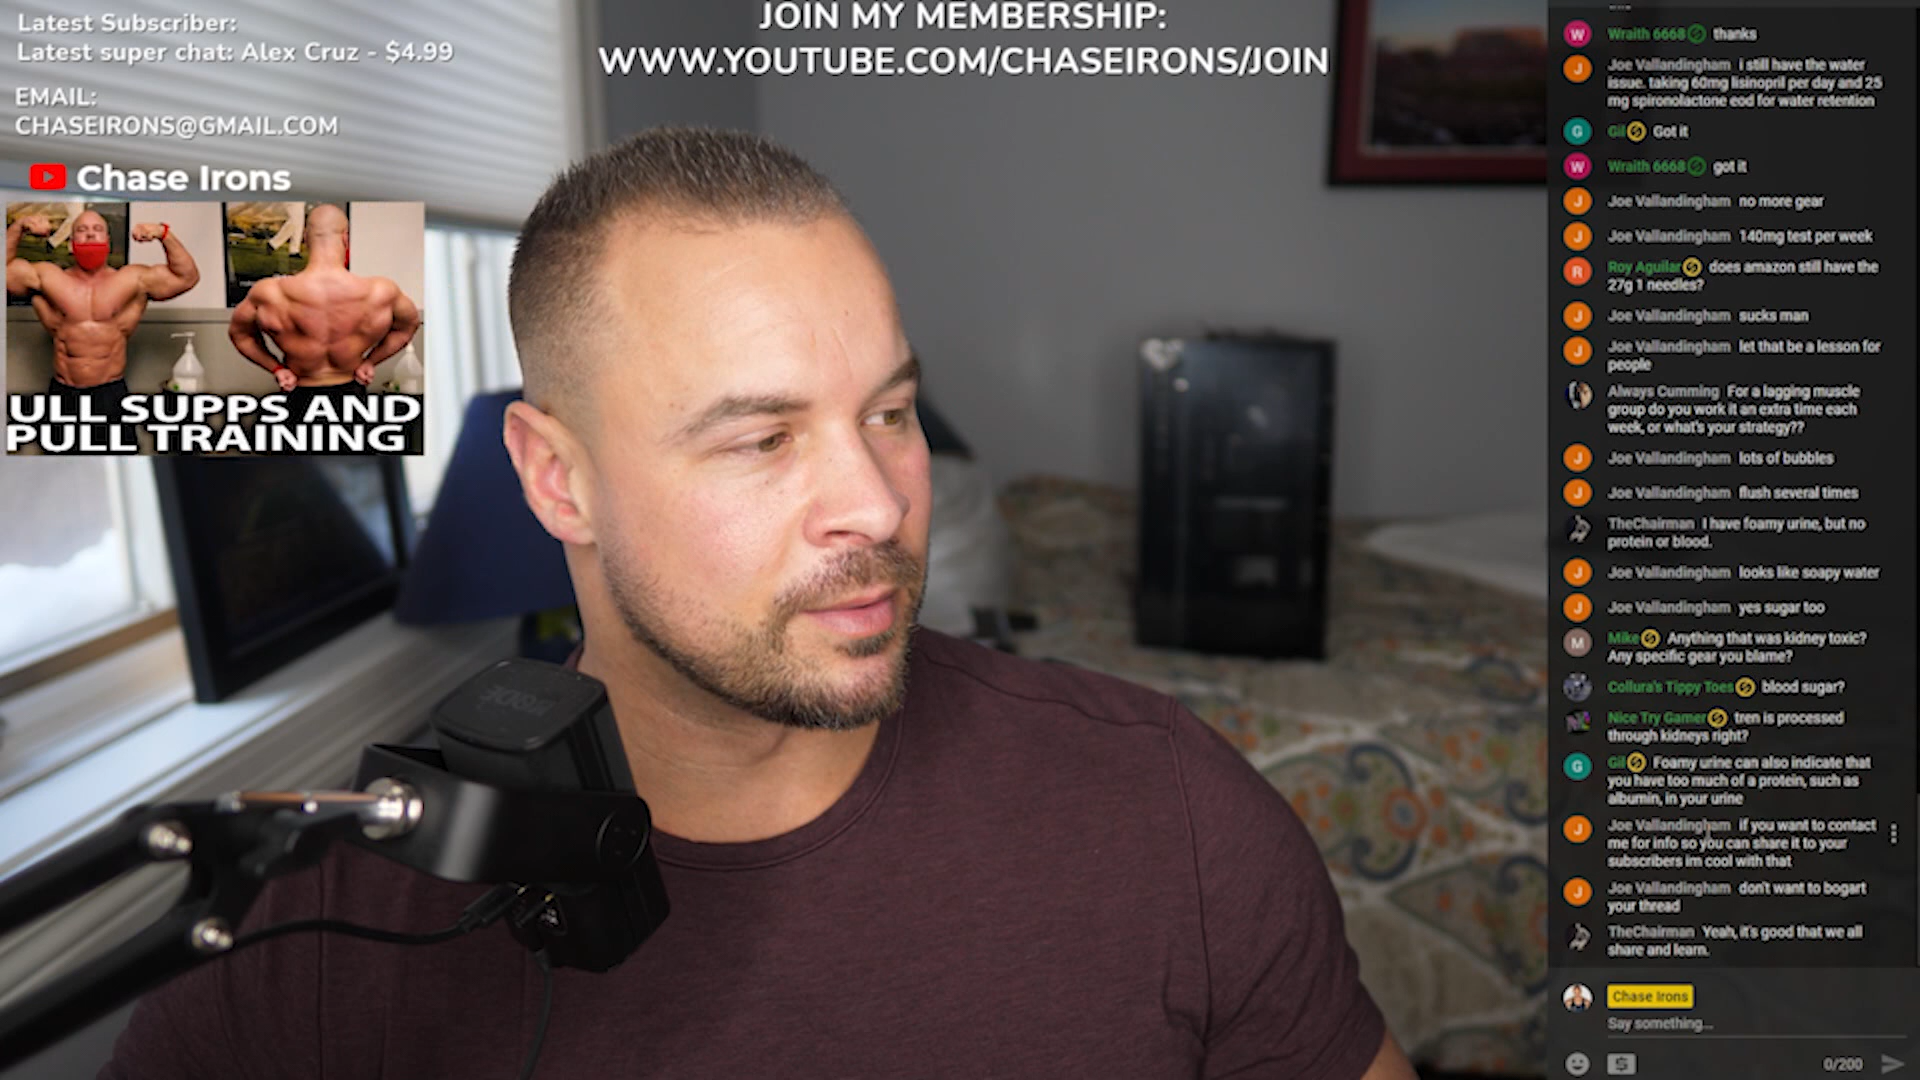 Latest Subscriber:
Latest super chat: Alex Cruz - $4.99
EMAIL:
CHASEIRONS@GMAIL.COM
Chase Irons
ULL SUPPS AND
PULL TRAINING
JOIN MY MEMBERSHIP:
WWW.YOUTUBE.COM/CHASEIRONS/JOIN
RODE
W Wraith 6668 thanks
J Joe Vallandingham i still have the water
issue. taking 60mg lisinopril per day and 25
mg spironolactone eod for water retention
G Gil Got it
W Wraith 6668 got it
J Joe Vallandingham no more gear
J Joe Vallandingham 140mg test per week
R Roy Aguilar does amazon still have the
27g 1 needles?
J Joe Vallandingham sucks man
J Joe Vallandingham let that be a lesson for
people
Always Cumming For a lagging muscle
group do you work it an extra time each
week, or what's your strategy??
J Joe Vallandingham lots of bubbles
J Joe Vallandingham flush several times
TheChairman I have foamy urine, but no
protein or blood.
J Joe Vallandingham looks like soapy water
J Joe Vallandingham yes sugar too
M Mike Anything that was kidney toxic?
Any specific gear you blame?
Collura's Tippy Toes blood sugar?
Nice Try Gamer tren is processed
through kidneys right?
G Gil Foamy urine can also indicate that
you have too much of a protein, such as
albumin, in your urine
J Joe Vallandingham if you want to contact
me for info so you can share it to your
subscribers im cool with that
J Joe Vallandingham don't want to bogart
your thread
TheChairman Yeah, it's good that we all
share and learn.
Chase Irons
Say something...
0/200